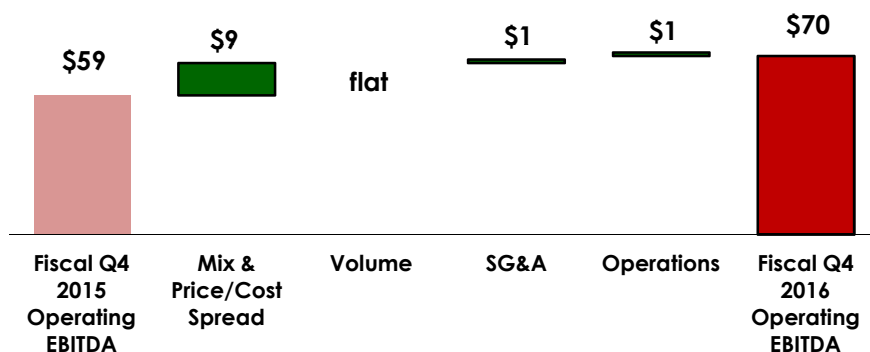 $59
$9
flat
$1
$1
$70
Fiscal Q4
2015
Operating
EBITDA
Mix &
Price/Cost
Spread
Volume
SG&A
Operations
Fiscal Q4
2016
Operating
EBITDA